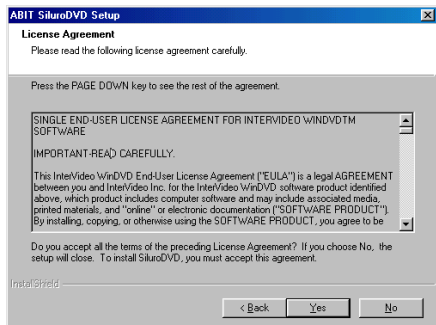 ABIT SiluroDVD Setup
License Agreement
Please read the following license agreement carefully.
Press the PAGE DOWN key to see the rest of the agreement.
SINGLE END-USER LICENSE AGREEMENT FOR INTERVIDEO WINDVDTM
SOFTWARE
IMPORTANT-READ CAREFULLY.
This InterVideo WinDVD End-User License Agreement ("EULA") is a legal AGREEMENT
between you and InterVideo Inc. for the InterVideo WinDVD software product identified
above, which product includes computer software and may include associated media,
printed materials, and "online" or electronic documentation ("SOFTWARE PRODUCT").
By installing, copying, or otherwise using the SOFTWARE PRODUCT, you agree to be
Do you accept all the terms of the preceding License Agreement? If you choose No, the
setup will close. To install SiluroDVD, you must accept this agreement.
InstallShield
< Back
Yes
No